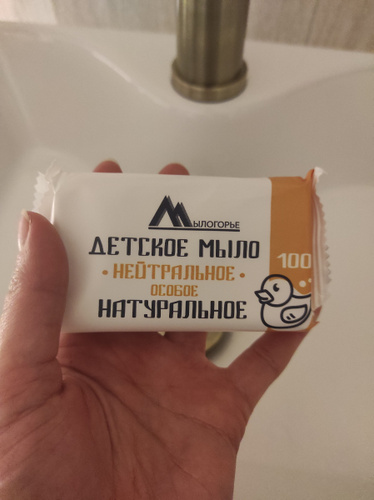 МЫЛОГОРЬЕ
ДЕТСКОЕ МЫЛО
• НЕЙТРАЛЬНОЕ •
ОСОБОЕ
НАТУРАЛЬНОЕ
100